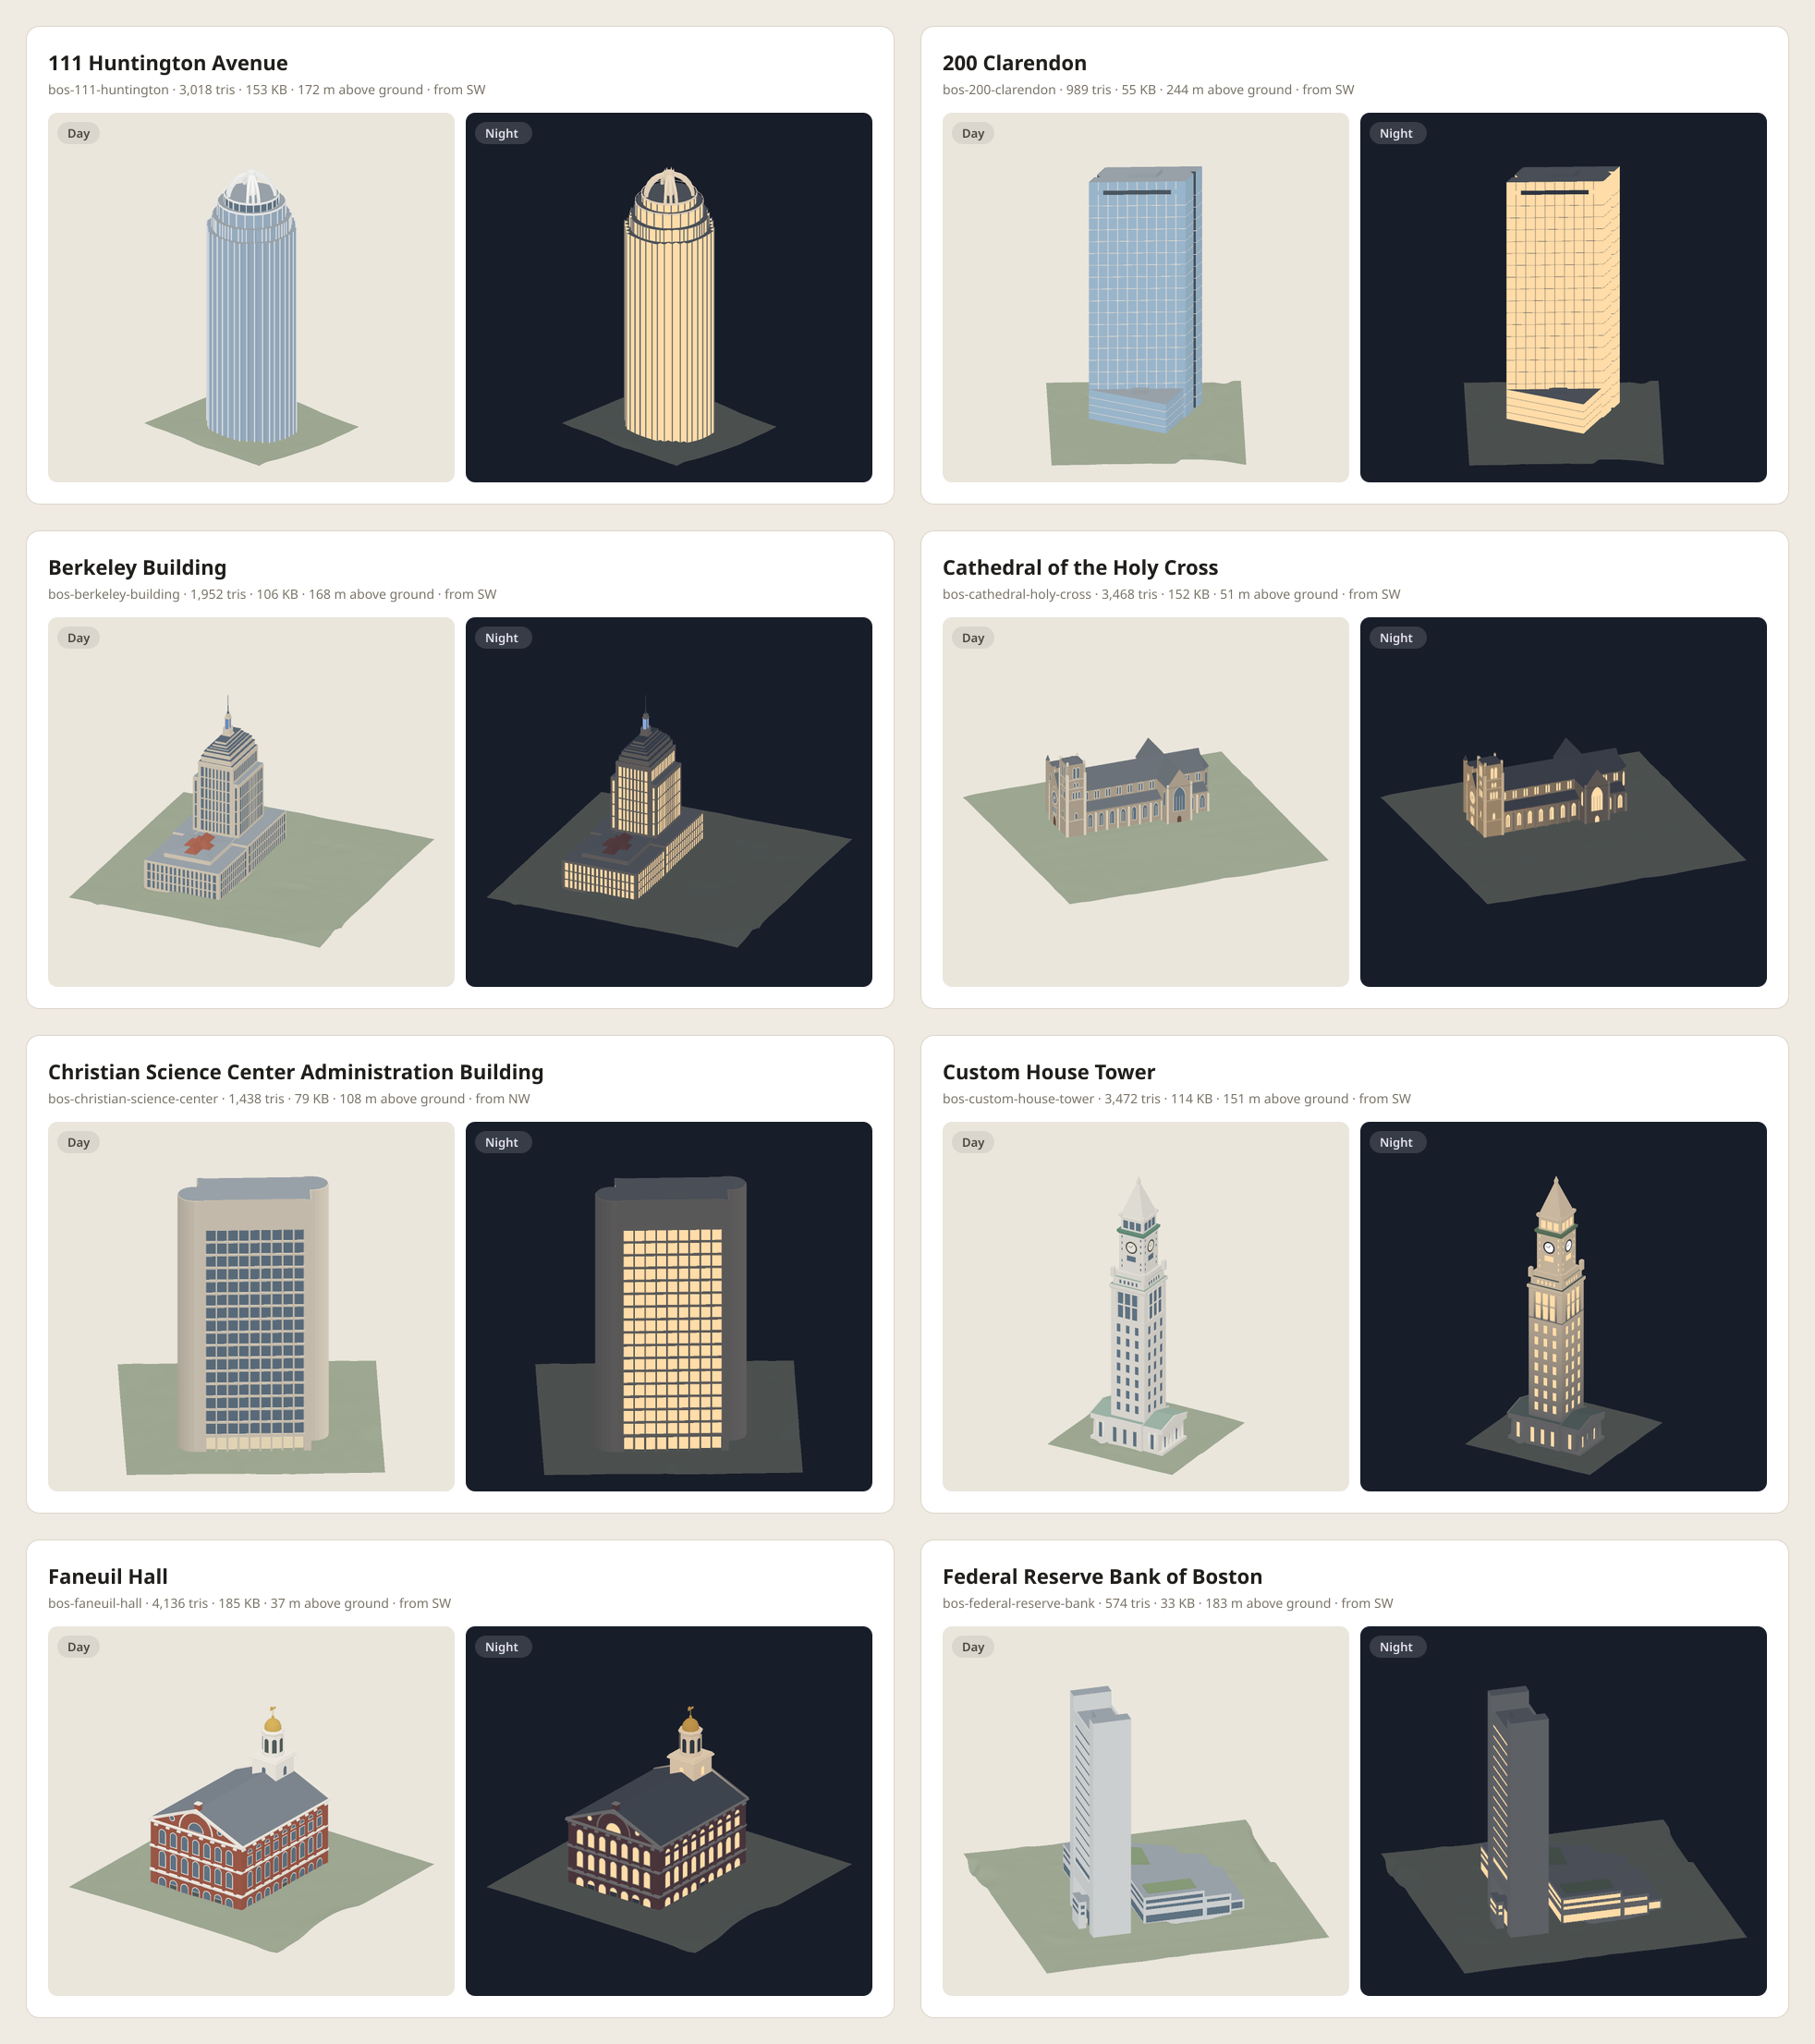 111 Huntington Avenue
bos-111-huntington · 3,018 tris · 153 KB · 172 m above ground · from SW
Day
Night
200 Clarendon
bos-200-clarendon · 989 tris · 55 KB · 244 m above ground · from SW
Day
Night
Berkeley Building
bos-berkeley-building · 1,952 tris · 106 KB · 168 m above ground · from SW
Day
Night
Cathedral of the Holy Cross
bos-cathedral-holy-cross · 3,468 tris · 152 KB · 51 m above ground · from SW
Day
Night
Christian Science Center Administration Building
bos-christian-science-center · 1,438 tris · 79 KB · 108 m above ground · from NW
Day
Night
Custom House Tower
bos-custom-house-tower · 3,472 tris · 114 KB · 151 m above ground · from SW
Day
Night
Faneuil Hall
bos-faneuil-hall · 4,136 tris · 185 KB · 37 m above ground · from SW
Day
Night
Federal Reserve Bank of Boston
bos-federal-reserve-bank · 574 tris · 33 KB · 183 m above ground · from SW
Day
Night